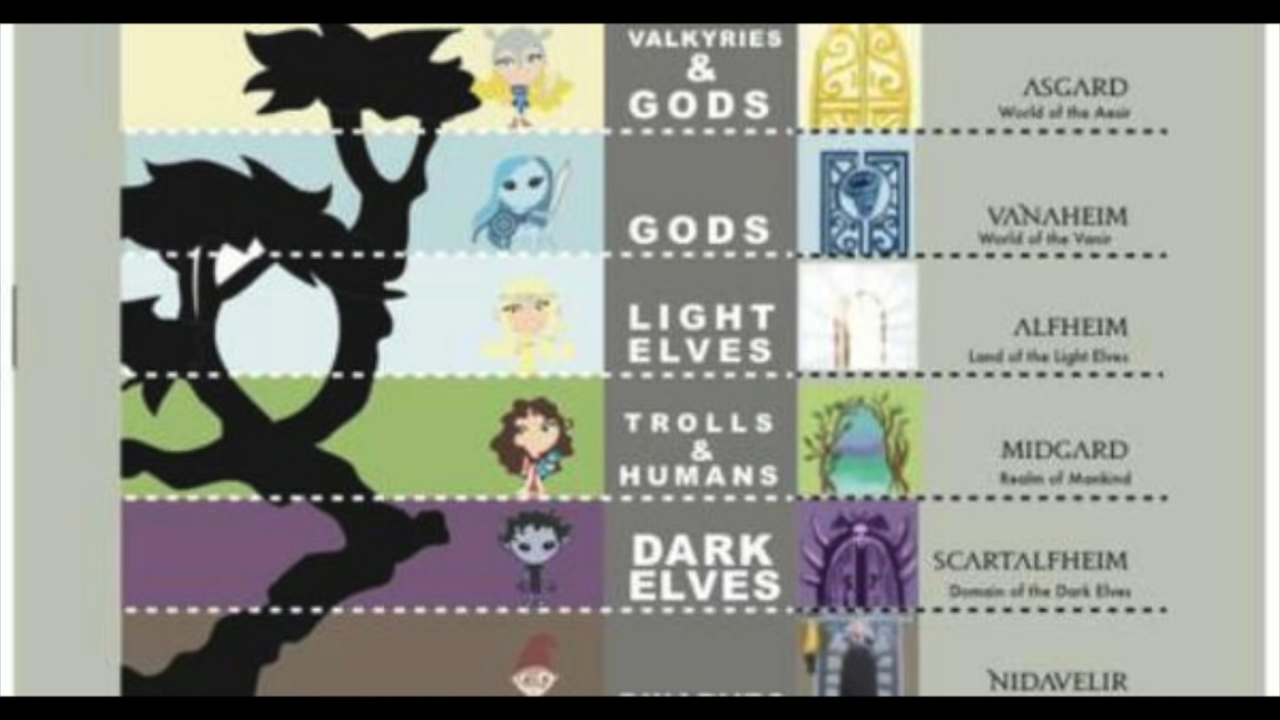 VALKYRIES
&
GODS
ASGARD
World of the Aesir
GODS
VANAHEIM
World of the Vanir
LIGHT
ELVES
ALFHEIM
Land of the Light Elves
TROLLS
&
HUMANS
MIDGARD
Realm of Mankind
DARK
ELVES
SCARTALFHEIM
Domain of the Dark Elves
NIDAVELIR